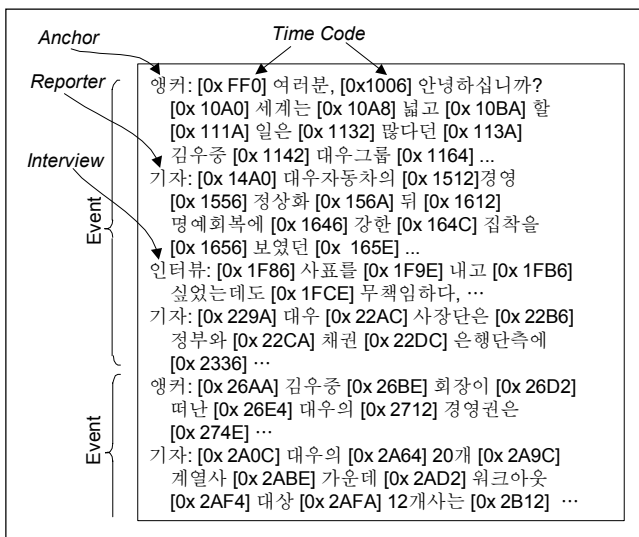 Anchor
Time Code
Reporter
Interview
Event
앵커: [0x FF0] 여러분, [0x1006] 안녕하십니까?
[0x 10A0] 세계는 [0x 10A8] 넓고 [0x 10BA] 할
[0x 111A] 일은 [0x 1132] 많다던 [0x 113A]
김우중 [0x 1142] 대우그룹 [0x 1164] ...
기자: [0x 14A0] 대우자동차의 [0x 1512]경영
[0x 1556] 정상화 [0x 156A] 뒤 [0x 1612]
명예회복에 [0x 1646] 강한 [0x 164C] 집착을
[0x 1656] 보였던 [0x 165E] ...
인터뷰: [0x 1F86] 사표를 [0x 1F9E] 내고 [0x 1FB6]
싶었는데도 [0x 1FCE] 무책임하다, …
기자: [0x 229A] 대우 [0x 22AC] 사장단은 [0x 22B6]
정부와 [0x 22CA] 채권 [0x 22DC] 은행단측에
[0x 2336] …
Event
앵커: [0x 26AA] 김우중 [0x 26BE] 회장이 [0x 26D2]
떠난 [0x 26E4] 대우의 [0x 2712] 경영권은
[0x 274E] …
기자: [0x 2A0C] 대우의 [0x 2A64] 20개 [0x 2A9C]
계열사 [0x 2ABE] 가운데 [0x 2AD2] 워크아웃
[0x 2AF4] 대상 [0x 2AFA] 12개사는 [0x 2B12] …